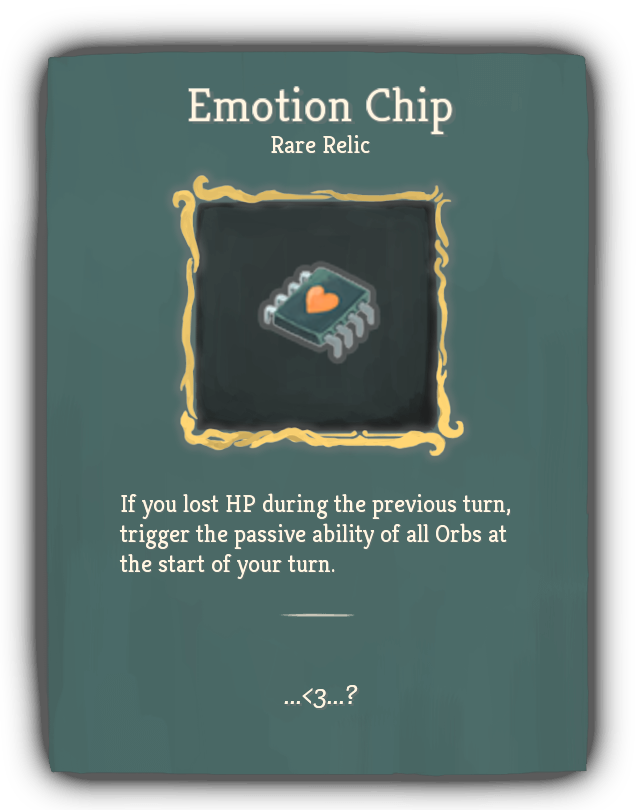 Emotion Chip
Rare Relic
If you lost HP during the previous turn,
trigger the passive ability of all Orbs at
the start of your turn.
...<3...?